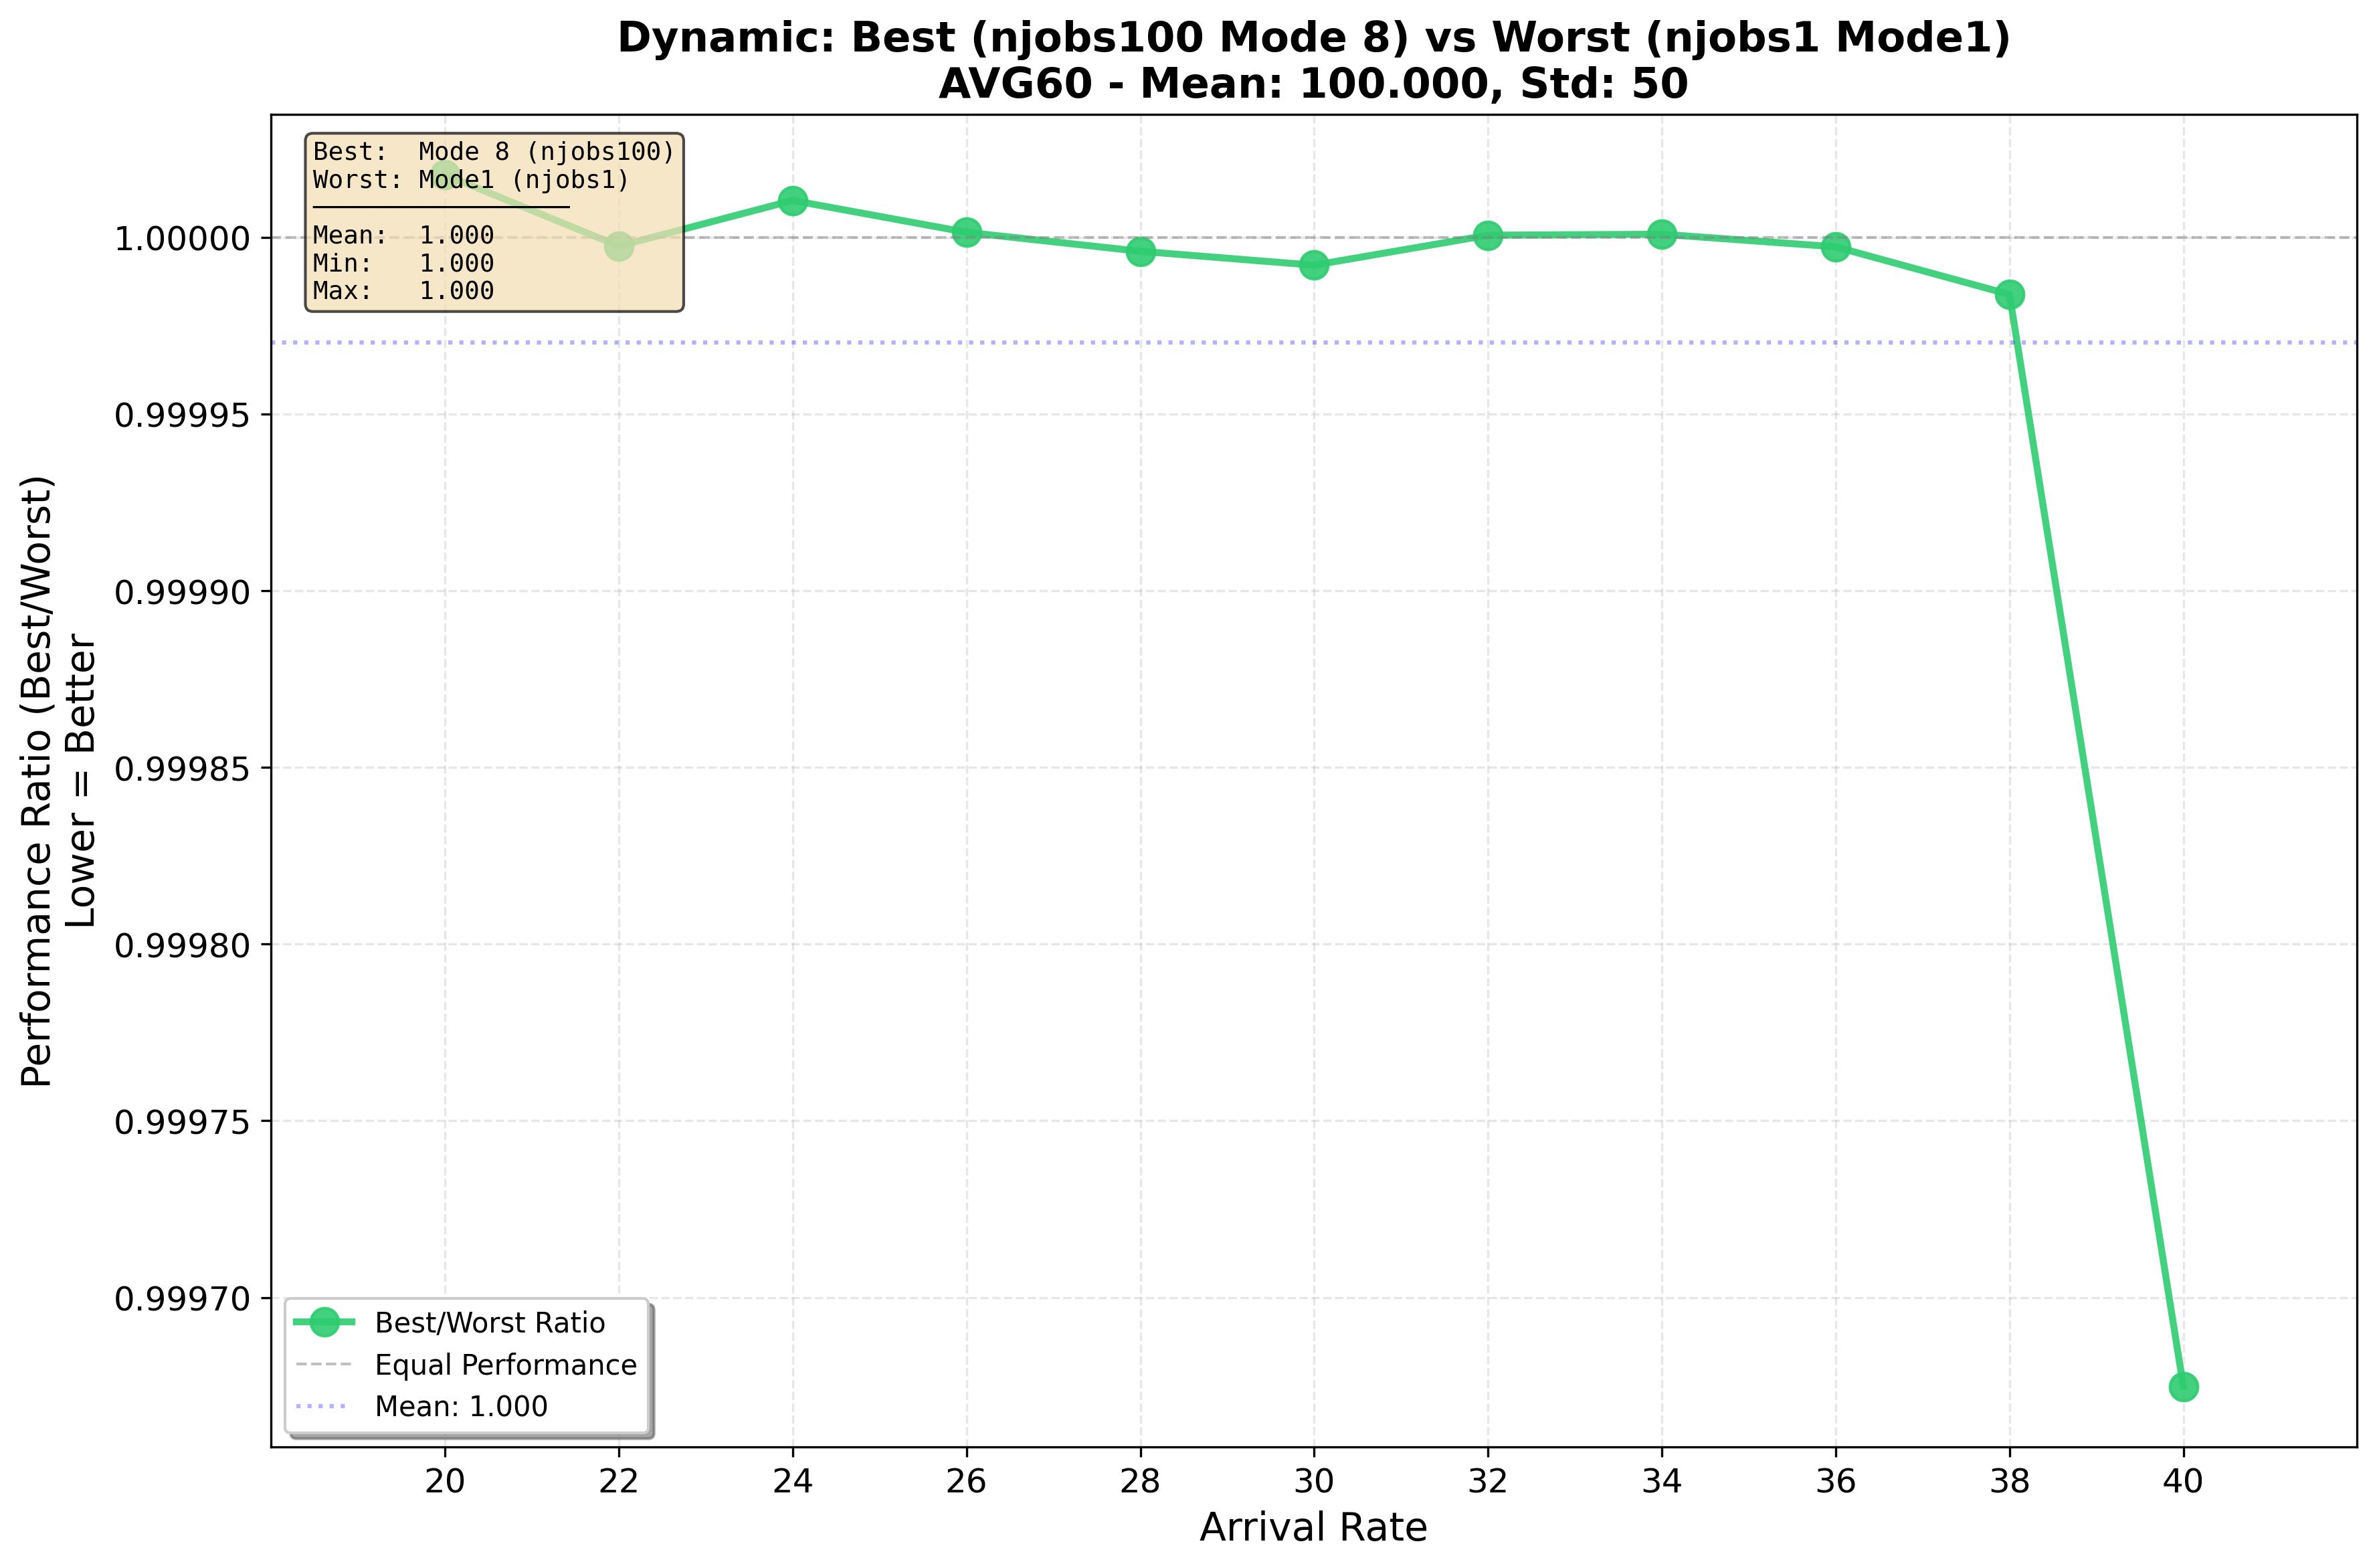 Dynamic: Best (njobs100 Mode 8) vs Worst (njobs1 Mode1)
AVG60 - Mean: 100.000, Std: 50
Best:  Mode 8 (njobs100)
Worst: Mode1 (njobs1)
Mean:  1.000
Min:   1.000
Max:   1.000
Performance Ratio (Best/Worst)
Lower = Better
1.00000
0.99995
0.99990
0.99985
0.99980
0.99975
0.99970
Best/Worst Ratio
Equal Performance
Mean: 1.000
20 22 24 26 28 30 32 34 36 38 40
Arrival Rate